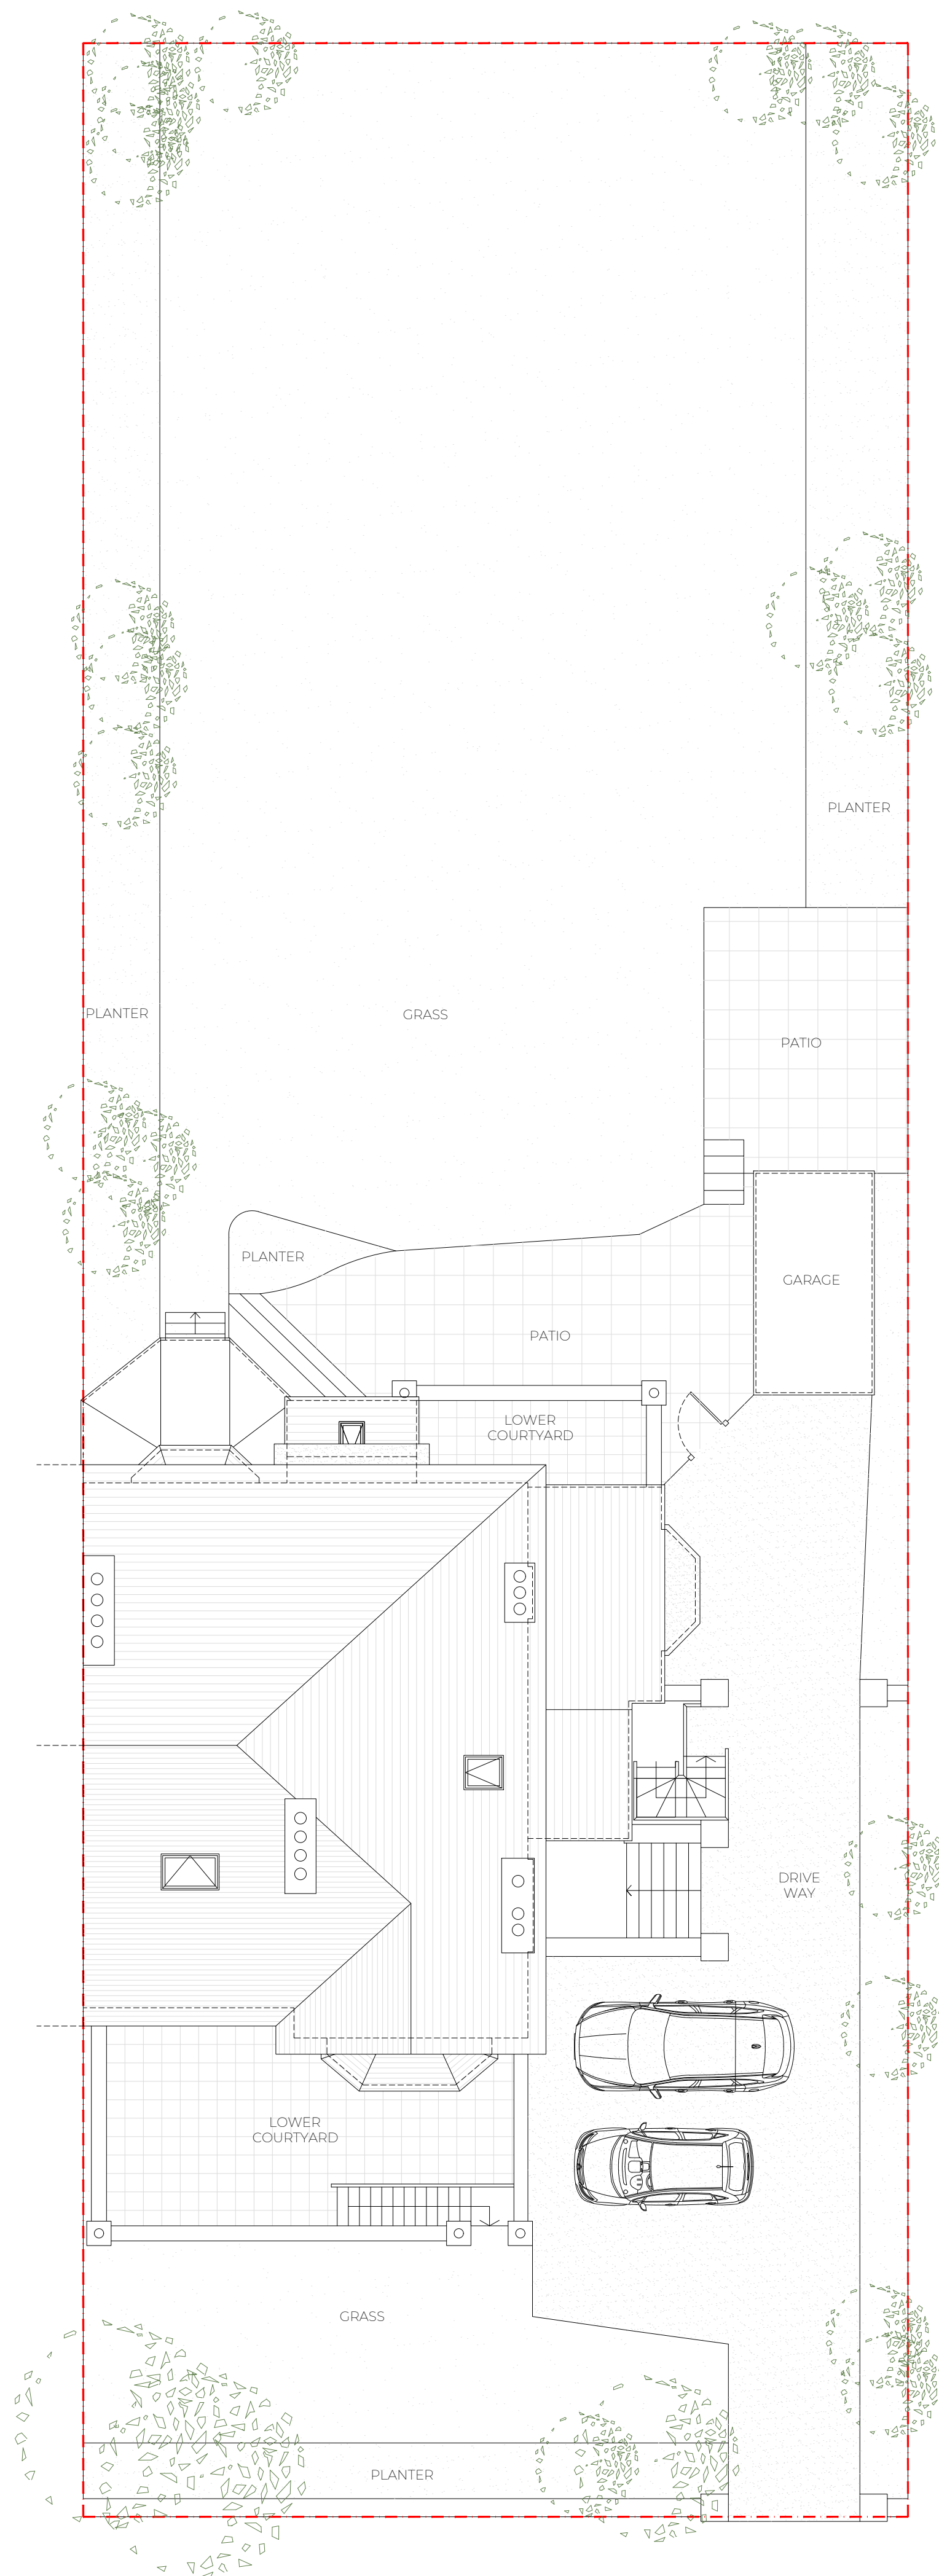 PLANTER
PLANTER
GRASS
PATIO
PLANTER
GARAGE
PATIO
LOWER
COURTYARD
DRIVE
WAY
LOWER
COURTYARD
GRASS
PLANTER